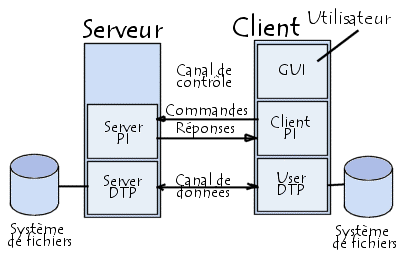 Utilisateur
Serveur
Client
GUI
Canal de
contrôle
Commandes
Réponses
Server
PI
Client
PI
Server
DTP
Canal de
données
User
DTP
Système
de fichiers
Système
de fichiers